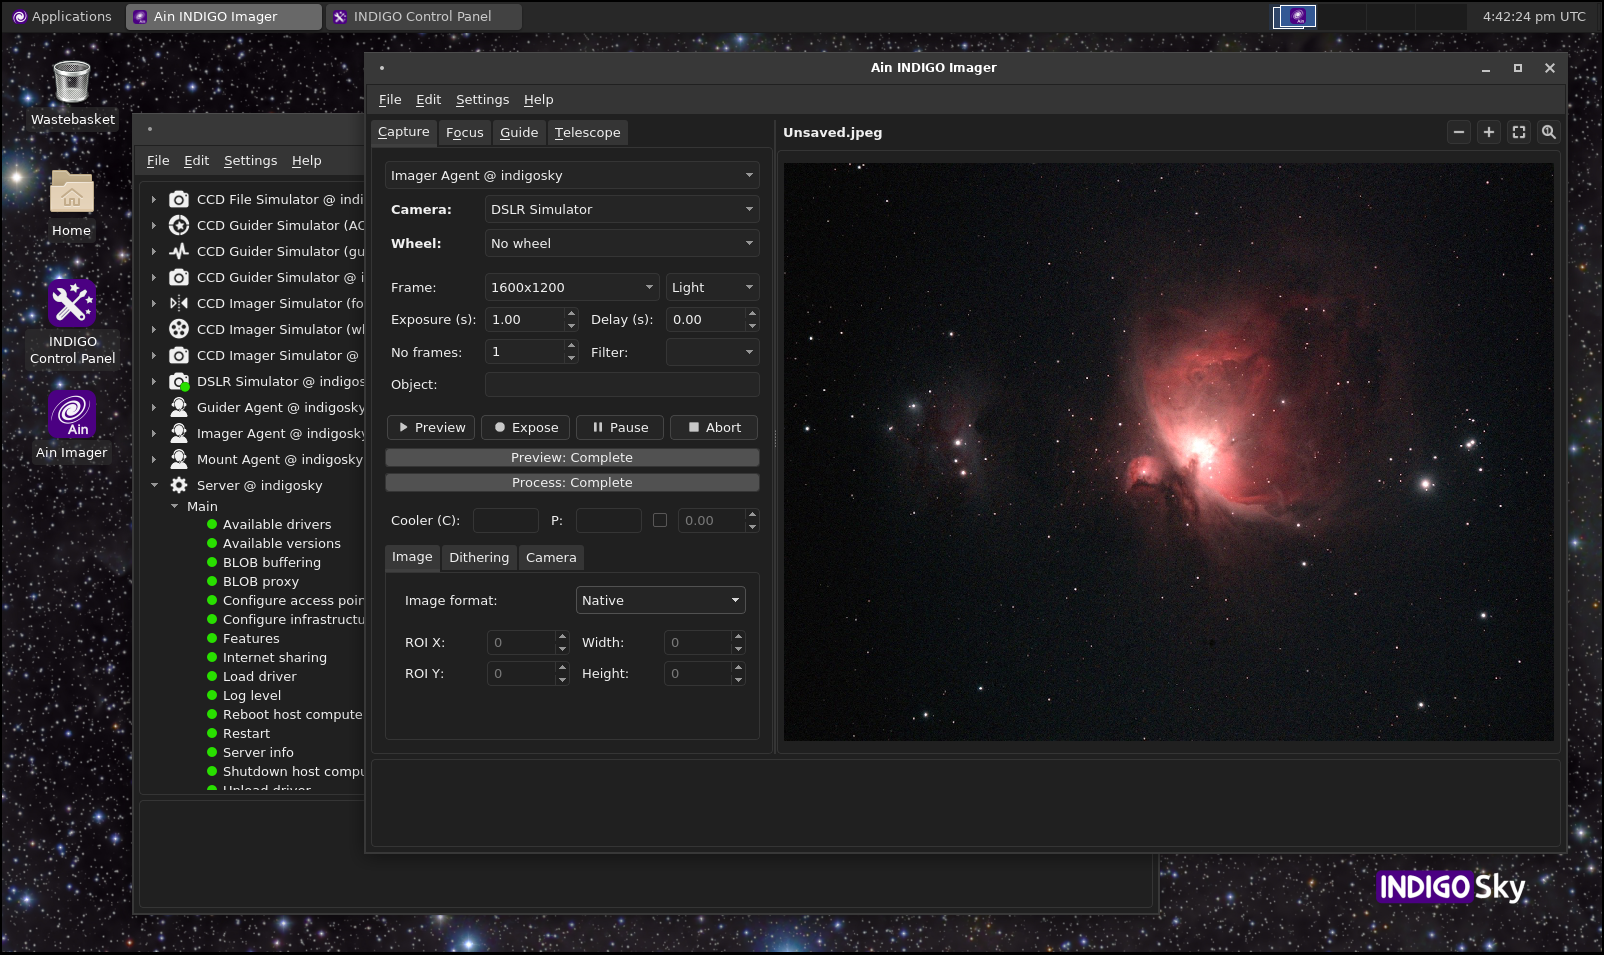 Applications
Ain INDIGO Imager
INDIGO Control Panel
4:42:24 pm UTC
Wastebasket
Home
INDIGO
Control Panel
Ain
Ain Imager
File Edit Settings Help
CCD File Simulator @ indi
CCD Guider Simulator (AO
CCD Guider Simulator (gu
CCD Guider Simulator @ i
CCD Imager Simulator (fo
CCD Imager Simulator (wh
CCD Imager Simulator @
DSLR Simulator @ indigos
Guider Agent @ indigosky
Imager Agent @ indigosky
Mount Agent @ indigosky
Server @ indigosky
Main
Available drivers
Available versions
BLOB buffering
BLOB proxy
Configure access poin
Configure infrastructu
Features
Internet sharing
Load driver
Log level
Reboot host compute
Restart
Server info
Shutdown host compu
Unload driver
Ain INDIGO Imager
File Edit Settings Help
Capture Focus Guide Telescope
Imager Agent @ indigosky
Camera: DSLR Simulator
Wheel: No wheel
Frame: 1600x1200 Light
Exposure (s): 1.00 Delay (s): 0.00
No frames: 1 Filter:
Object:
Preview Expose Pause Abort
Preview: Complete
Process: Complete
Cooler (C): P: 0.00
Image Dithering Camera
Image format: Native
ROI X: 0 Width: 0
ROI Y: 0 Height: 0
Unsaved.jpeg
INDIGO Sky